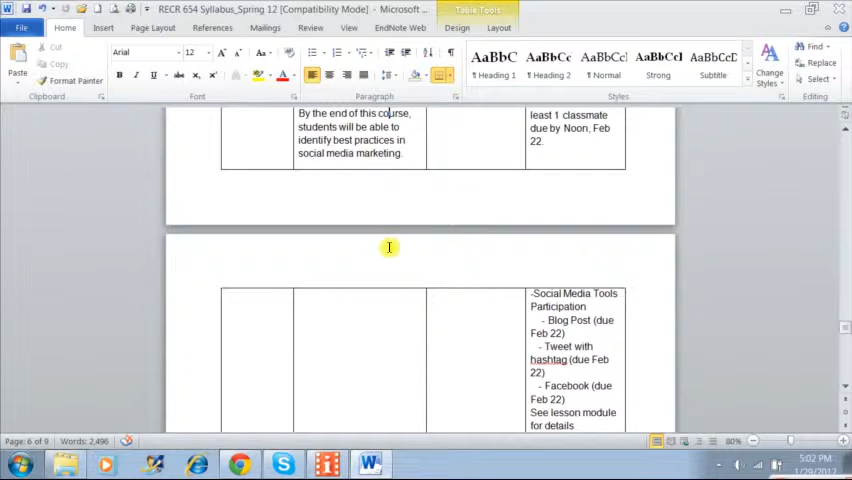 RECR 654 Syllabus_Spring 12 [Compatibility Mode] - Microsoft ...
Table Tools
File
Home
Insert
Page Layout
References
Mailings
Review
View
EndNote Web
Design
Layout
Paste
Cut
Copy
Format Painter
Clipboard
Arial
12
Font
Paragraph
AaBbC
Heading 1
AaBbCc
Heading 2
AaBbCcDd
¶ Normal
AaBbCcI
Strong
AaBbCcD
Subtitle
Change
Styles
Styles
Find
Replace
Select
Editing
By the end of this course,
students will be able to
identify best practices in
social media marketing.
least 1 classmate
due by Noon, Feb
22.
-Social Media Tools
Participation
- Blog Post (due
Feb 22)
- Tweet with
hashtag (due Feb
22)
- Facebook (due
Feb 22)
See lesson module
for details
Page: 6 of 9
Words: 2,496
80%
5:02 PM
1/29/2012